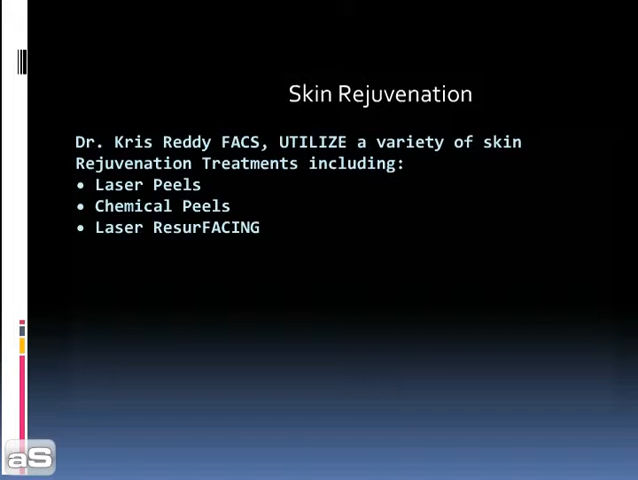 Skin Rejuvenation
Dr. Kris Reddy FACS, UTILIZE a variety of skin
Rejuvenation Treatments including:
• Laser Peels
• Chemical Peels
• Laser ResurFACING
aS